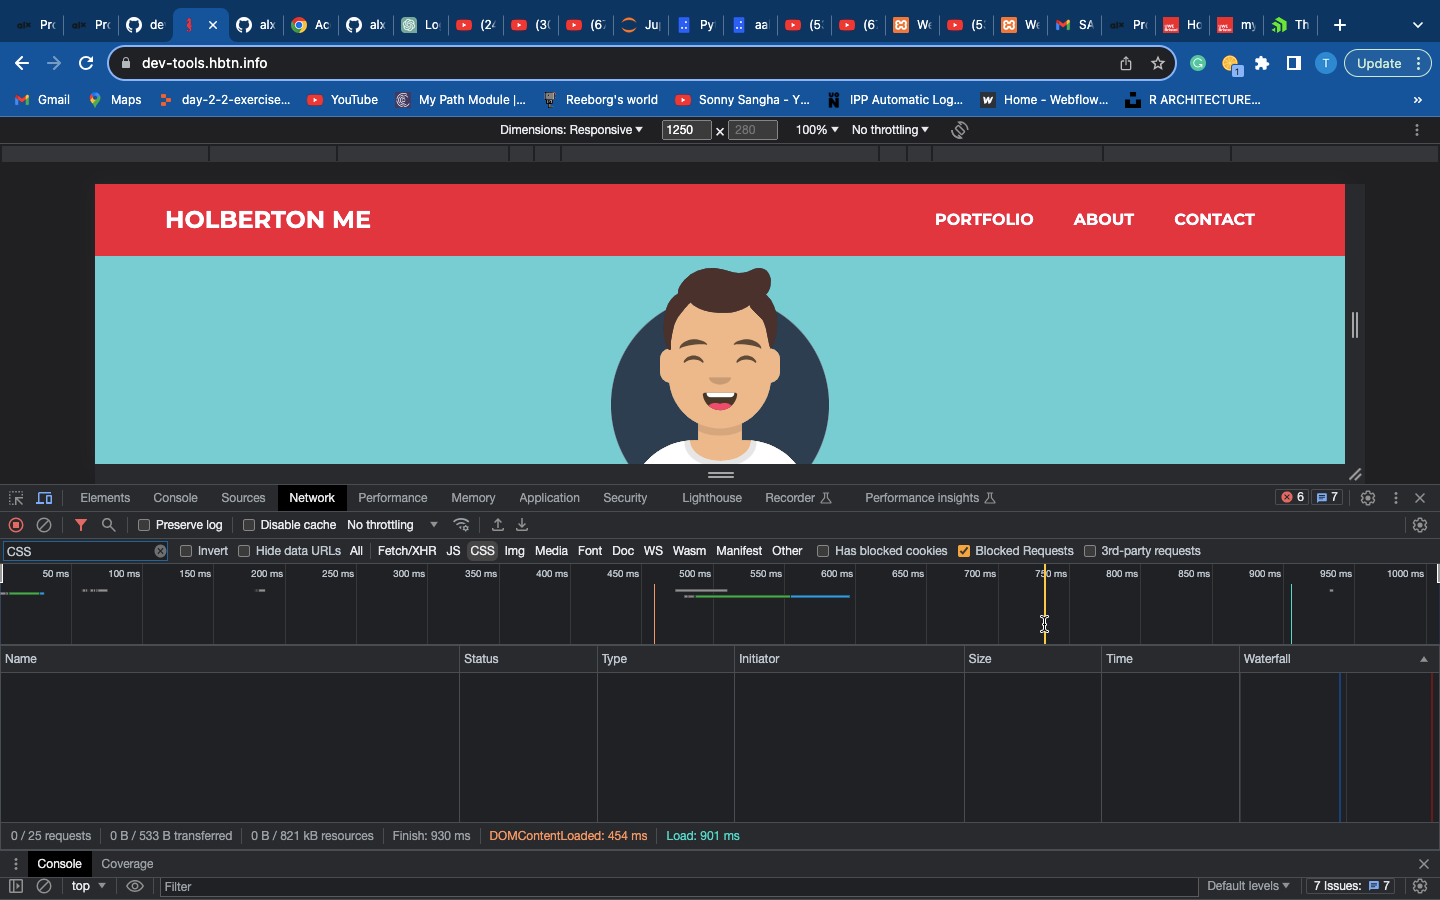 Pro
Pro
de
alx
Ac
alx
Lo
(24
(30
(67
Ju
Py
aa
(53
(67
We
(53
We
SA
Pro
Ho
my
Th
dev-tools.hbtn.info
T
Update
Gmail
Maps
day-2-2-exercise...
YouTube
My Path Module |...
Reeborg's world
Sonny Sangha - Y...
IPP Automatic Log...
Home - Webflow...
R ARCHITECTURE...
»
Dimensions: Responsive
1250
×
280
100%
No throttling
HOLBERTON ME
PORTFOLIO
ABOUT
CONTACT
Elements
Console
Sources
Network
Performance
Memory
Application
Security
Lighthouse
Recorder
Performance insights
6
7
Preserve log
Disable cache
No throttling
CSS
Invert
Hide data URLs
All
Fetch/XHR
JS
CSS
Img
Media
Font
Doc
WS
Wasm
Manifest
Other
Has blocked cookies
Blocked Requests
3rd-party requests
50 ms
100 ms
150 ms
200 ms
250 ms
300 ms
350 ms
400 ms
450 ms
500 ms
550 ms
600 ms
650 ms
700 ms
750 ms
800 ms
850 ms
900 ms
950 ms
1000 ms
Name
Status
Type
Initiator
Size
Time
Waterfall
0 / 25 requests
0 B / 533 B transferred
0 B / 821 kB resources
Finish: 930 ms
DOMContentLoaded: 454 ms
Load: 901 ms
Console
Coverage
top
Filter
Default levels
7 Issues:
7